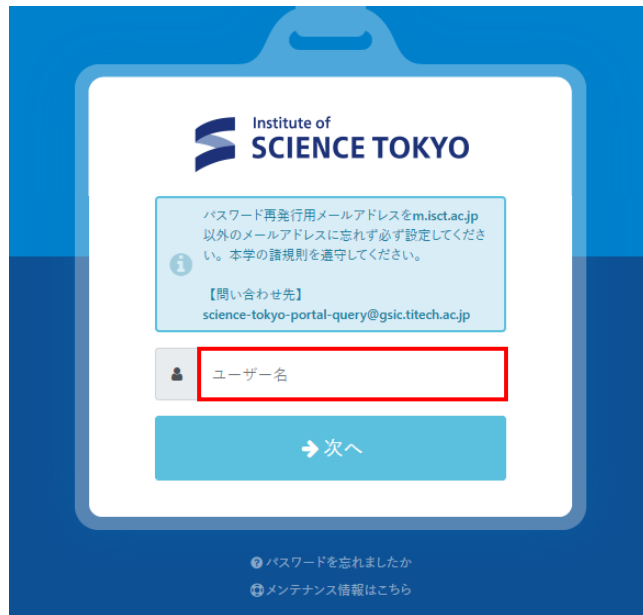 Institute of
SCIENCE TOKYO
パスワード再発行用メールアドレスをm.isct.ac.jp
以外のメールアドレスに忘れず必ず設定してくださ
い。本学の諸規則を遵守してください。
【問い合わせ先】
science-tokyo-portal-query@gsic.titech.ac.jp
ユーザー名
次へ
パスワードを忘れましたか
メンテナンス情報はこちら